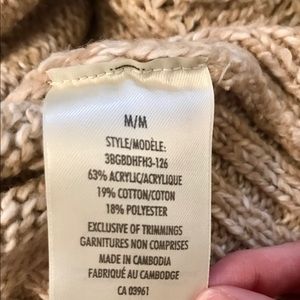 M/M
STYLE/MODÈLE:
3BGBDHFH3-126
63% ACRYLIC/ACRYLIQUE
19% COTTON/COTON
18% POLYESTER
EXCLUSIVE OF TRIMMINGS
GARNITURES NON COMPRISES
MADE IN CAMBODIA
FABRIQUÉ AU CAMBODGE
CA 03961